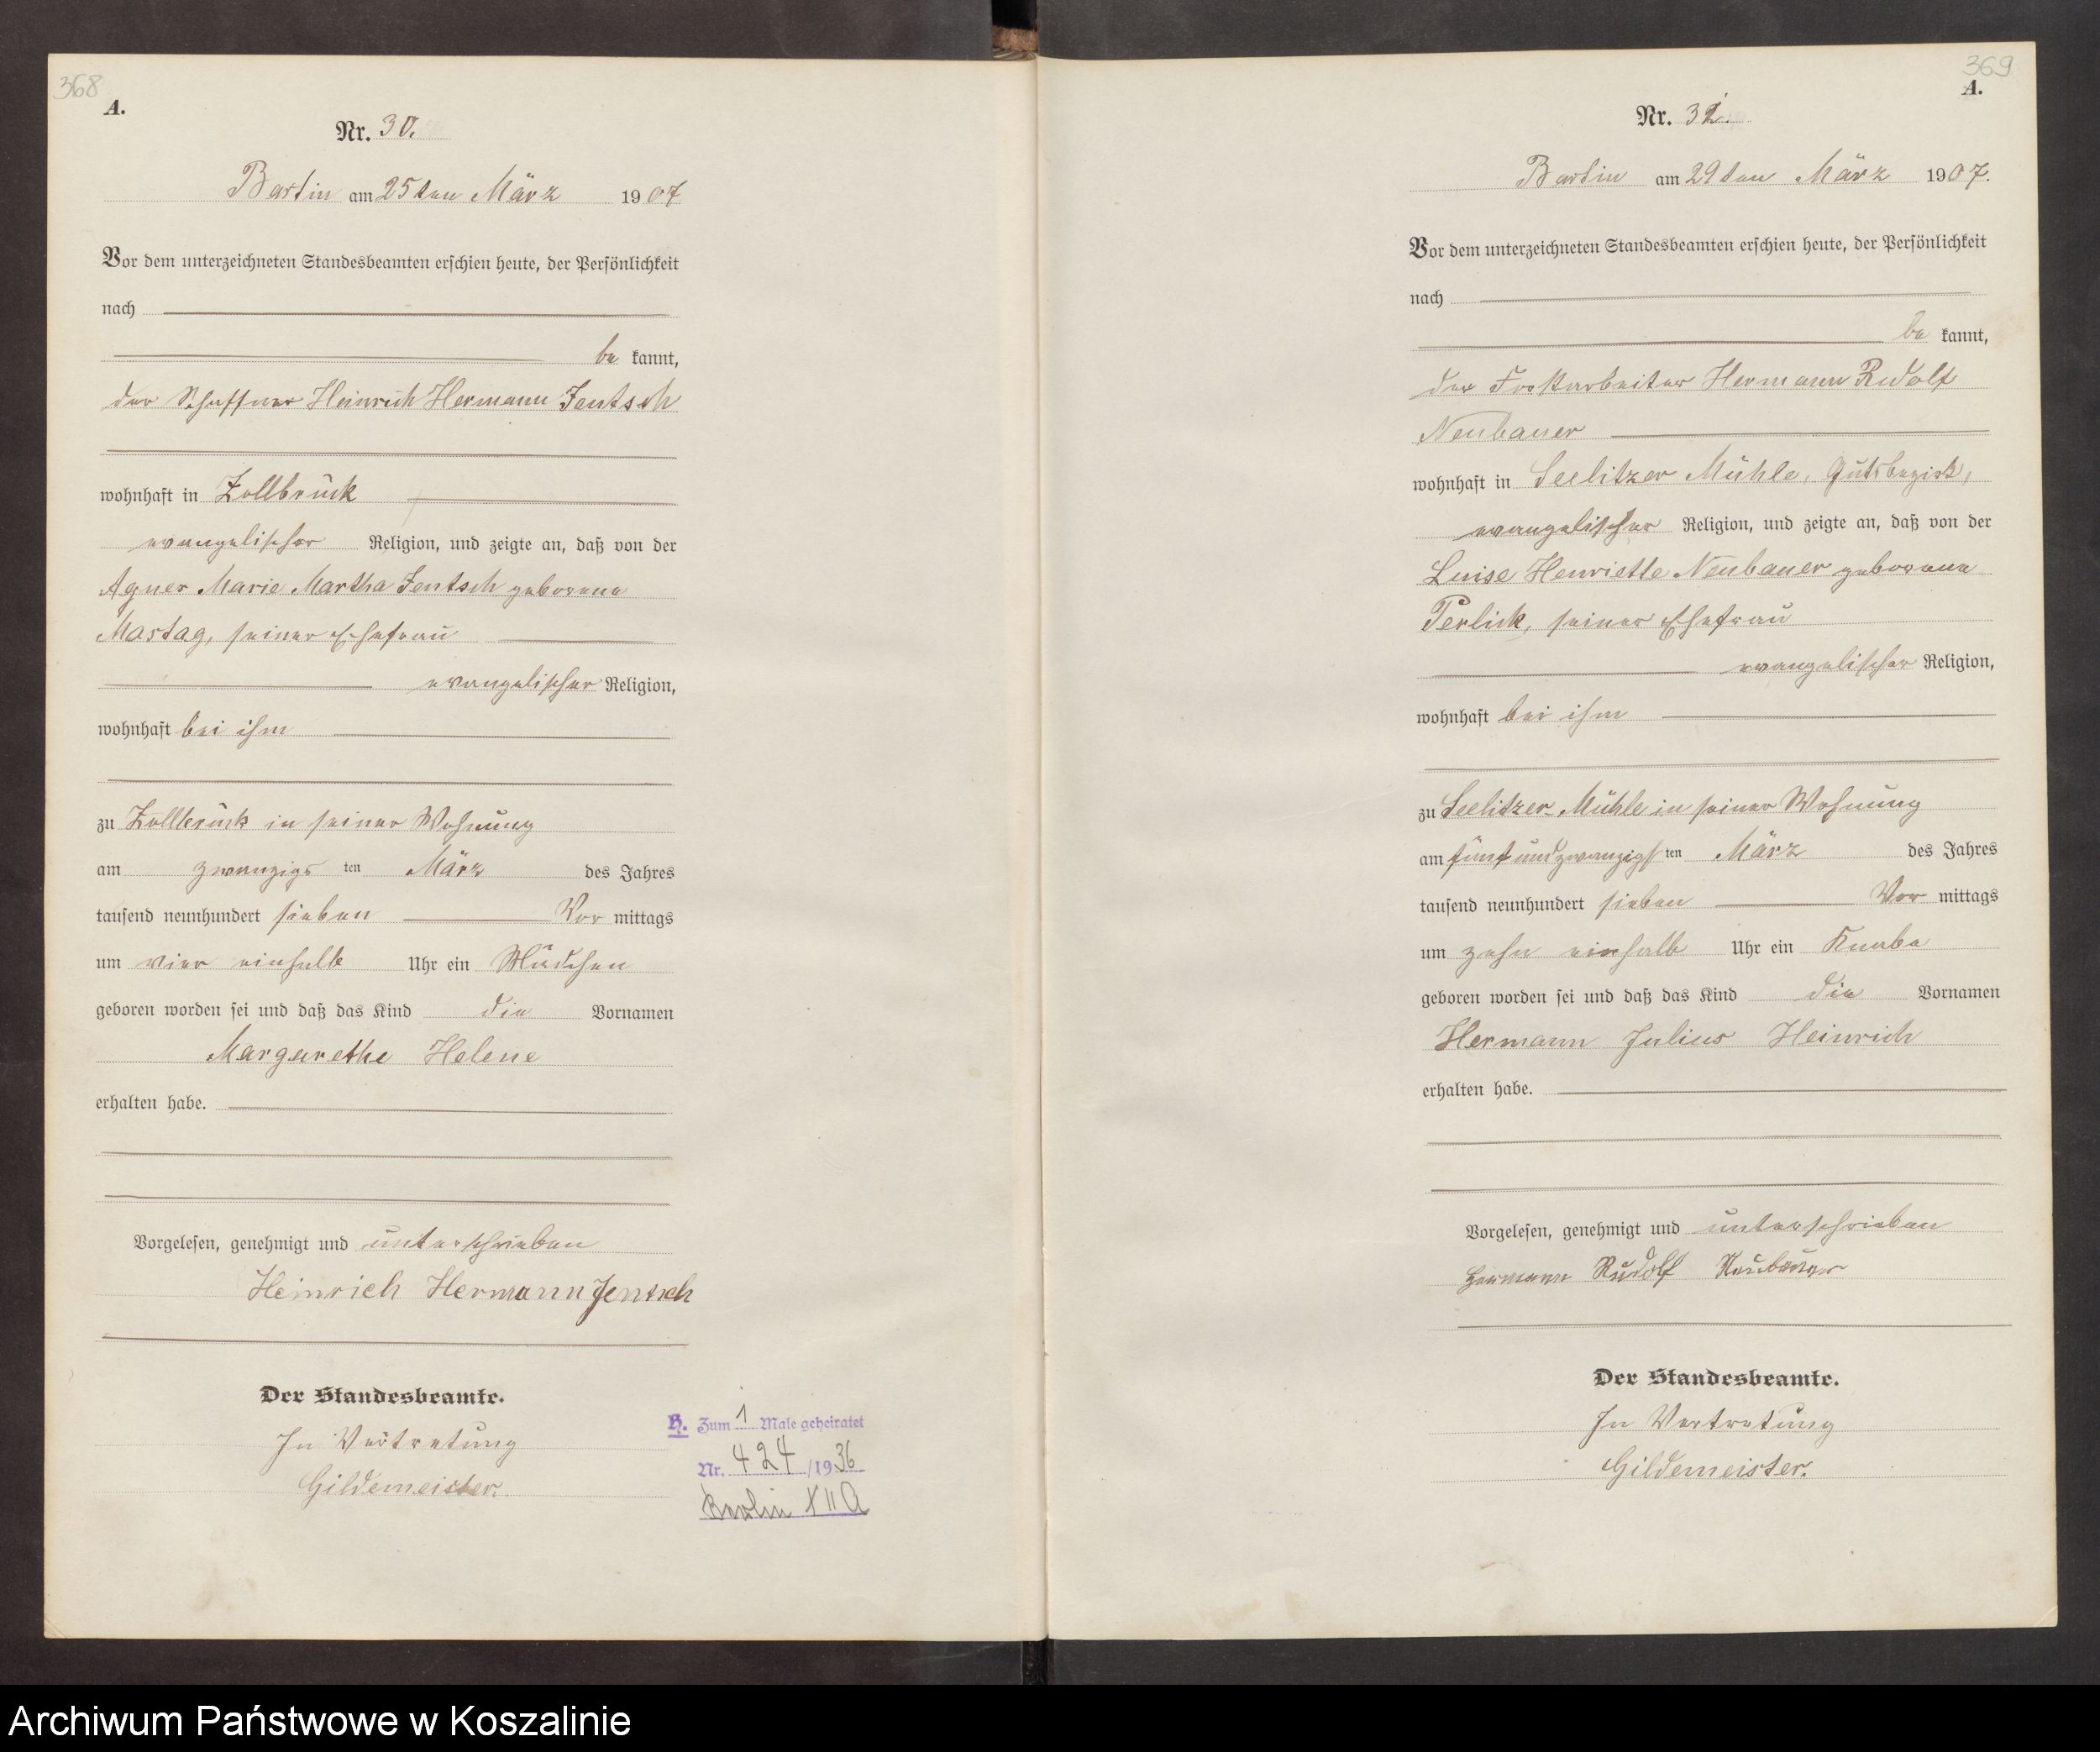 368
A.
Nr. 30.
Bartin am 25ten März 1907
Vor dem unterzeichneten Standesbeamten erschien heute, der Persönlichkeit
nach
be kannt,
der Schaffner Heinrich Hermann Jentsch
wohnhaft in Zollbrück
evangelischer Religion, und zeigte an, daß von der
Agnes Marie Martha Jentsch geborene
Mastag, seiner Ehefrau
evangelischer Religion,
wohnhaft bei ihm
zu Zollbrück in seiner Wohnung
am zwanzigs ten März des Jahres
tausend neunhundert sieben Vor mittags
um vier einhalb Uhr ein Mädchen
geboren worden sei und daß das Kind die Vornamen
Margarethe Helene
erhalten habe.
Vorgelesen, genehmigt und unterschrieben
Heinrich Hermann Jentsch
Der Standesbeamte.
In Vertretung
Gildemeister.
H. Zum 1 Male geheiratet
Nr. 424 /1936
Berlin XII A
369
A.
Nr.
Bartin am 29ten März 1907.
Vor dem unterzeichneten Standesbeamten erschien heute, der Persönlichkeit
nach
be kannt,
der Forstarbeiter Hermann Rudolf
Neubauer
wohnhaft in Seelitzer Mühle, Gutsbezirk,
evangelischer Religion, und zeigte an, daß von der
Luise Henriette Neubauer geborene
Perlick, seiner Ehefrau
evangelischer Religion,
wohnhaft bei ihm
zu Seelitzer-Mühle in seiner Wohnung
am fünfundzwanzigs ten März des Jahres
tausend neunhundert sieben Vor mittags
um zehn einhalb Uhr ein Knabe
geboren worden sei und daß das Kind die Vornamen
Hermann Julius Heinrich
erhalten habe.
Vorgelesen, genehmigt und unterschrieben
Hermann Rudolf Neubauer
Der Standesbeamte.
In Vertretung
Gildemeister.
Archiwum Państwowe w Koszalinie